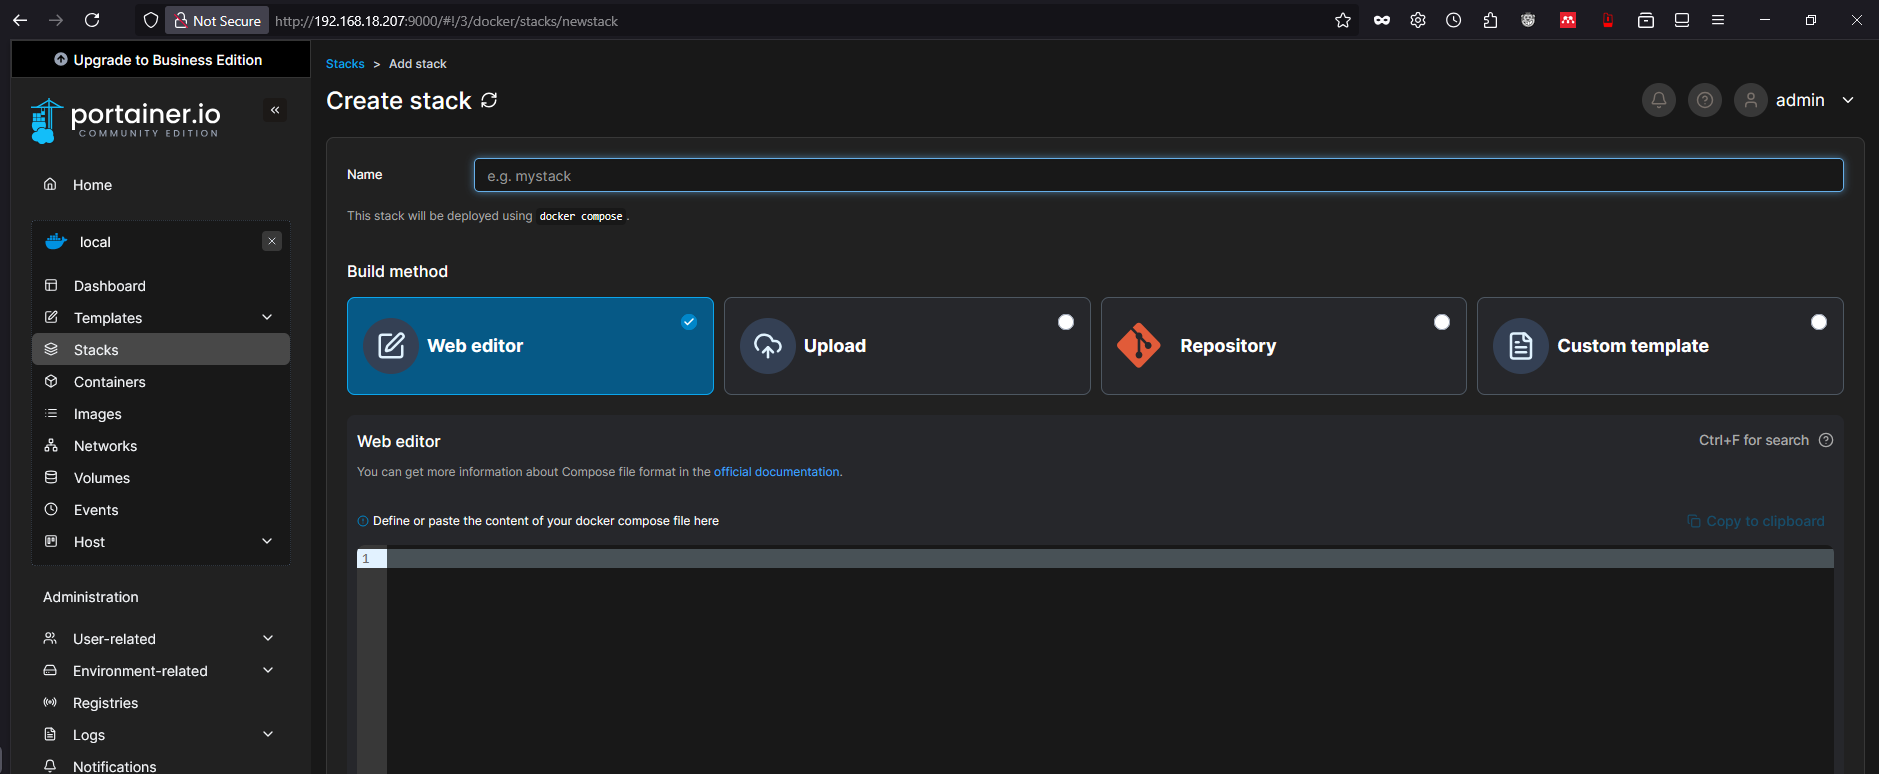 Not Secure
http://192.168.18.207:9000/#!/3/docker/stacks/newstack
Upgrade to Business Edition
portainer.io
COMMUNITY EDITION
Home
local
Dashboard
Templates
Stacks
Containers
Images
Networks
Volumes
Events
Host
Administration
User-related
Environment-related
Registries
Logs
Notifications
Stacks > Add stack
Create stack
admin
Name
e.g. mystack
This stack will be deployed using docker compose.
Build method
Web editor
Upload
Repository
Custom template
Web editor
Ctrl+F for search
You can get more information about Compose file format in the official documentation.
Define or paste the content of your docker compose file here
Copy to clipboard
1